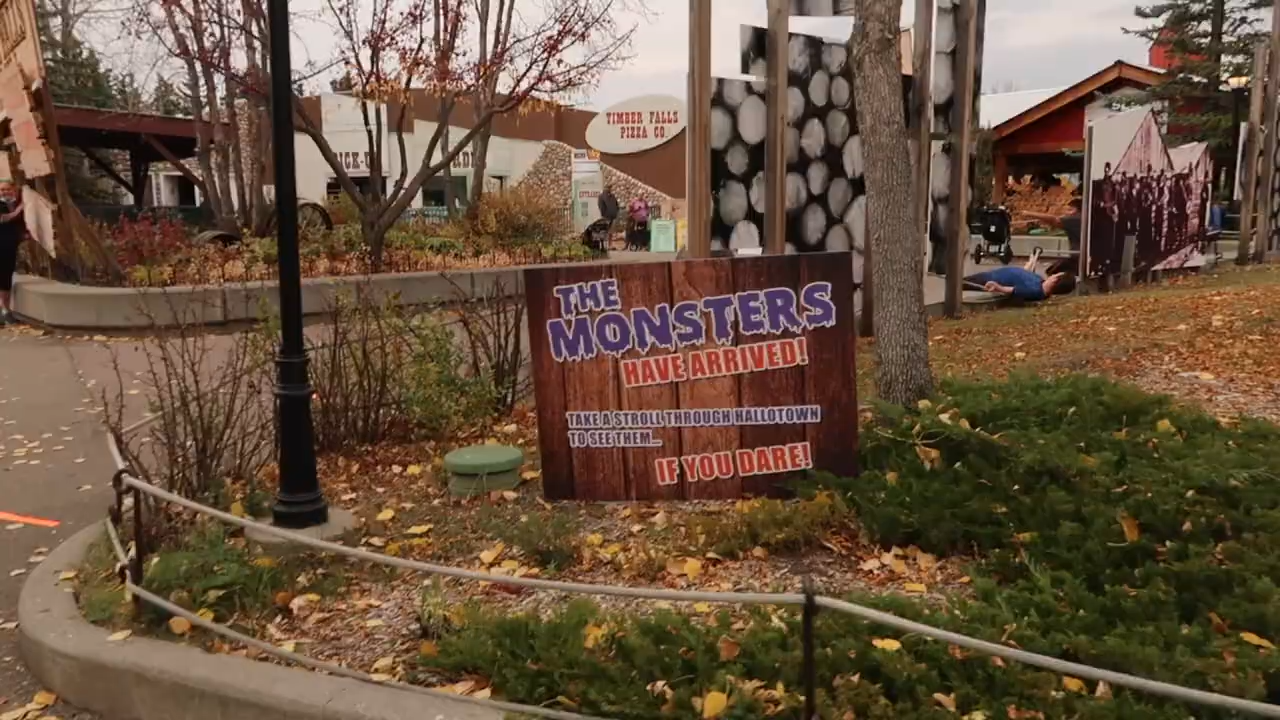 TIMBER FALLS
PIZZA CO.
THE
MONSTERS
HAVE ARRIVED!
TAKE A STROLL THROUGH HALLOTOWN
TO SEE THEM...
IF YOU DARE!